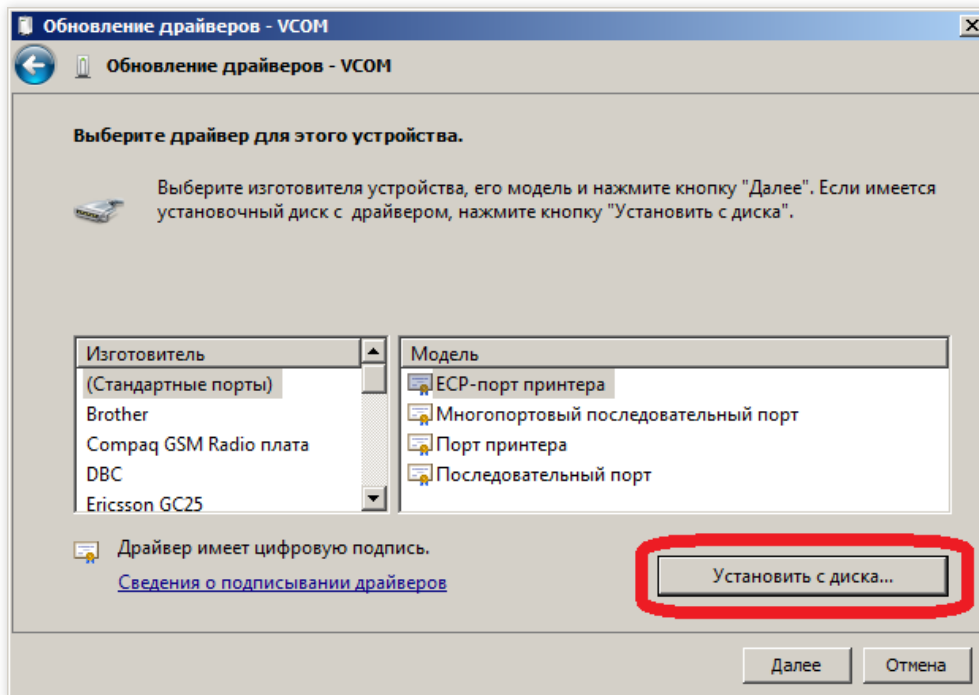 Обновление драйверов - VCOM
Обновление драйверов - VCOM
Выберите драйвер для этого устройства.
Выберите изготовителя устройства, его модель и нажмите кнопку "Далее". Если имеется
установочный диск с драйвером, нажмите кнопку "Установить с диска".
Изготовитель
(Стандартные порты)
Brother
Compaq GSM Radio плата
DBC
Ericsson GC25
Модель
ECP-порт принтера
Многопортовый последовательный порт
Порт принтера
Последовательный порт
Драйвер имеет цифровую подпись.
Сведения о подписывании драйверов
Установить с диска...
Далее
Отмена